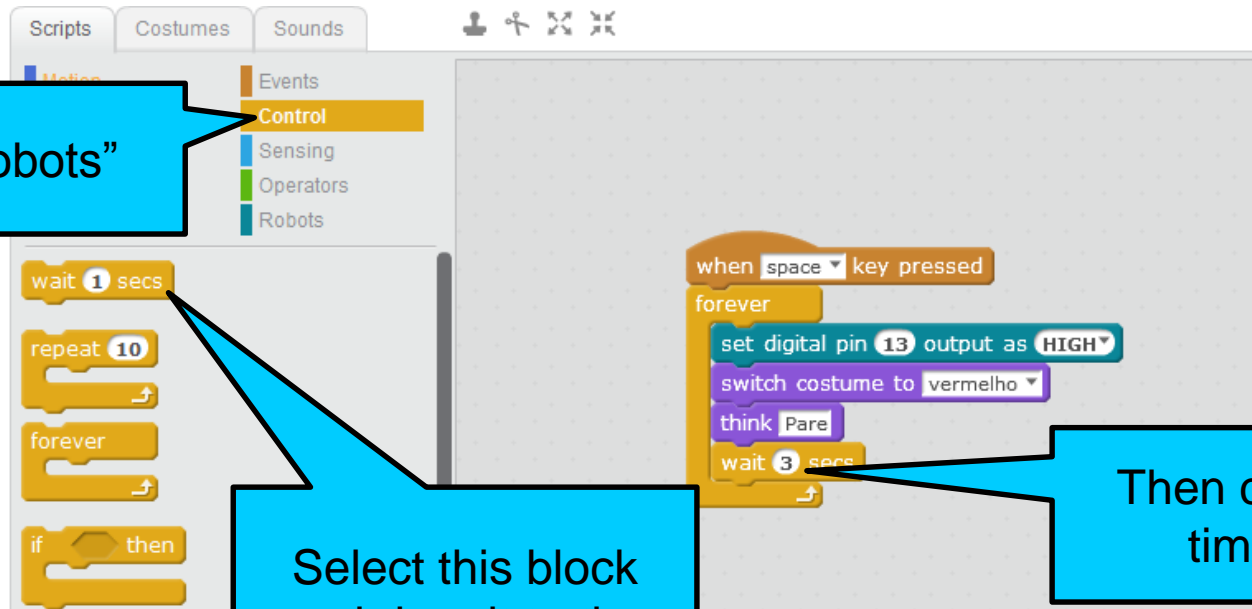 Scripts Costumes Sounds
Events
Control
Sensing
Operators
Robots
obots”
wait 1 secs
repeat 10
forever
if then
when space key pressed
forever
set digital pin 13 output as HIGH
switch costume to vermelho
think Pare
wait 3 secs
Select this block
Then